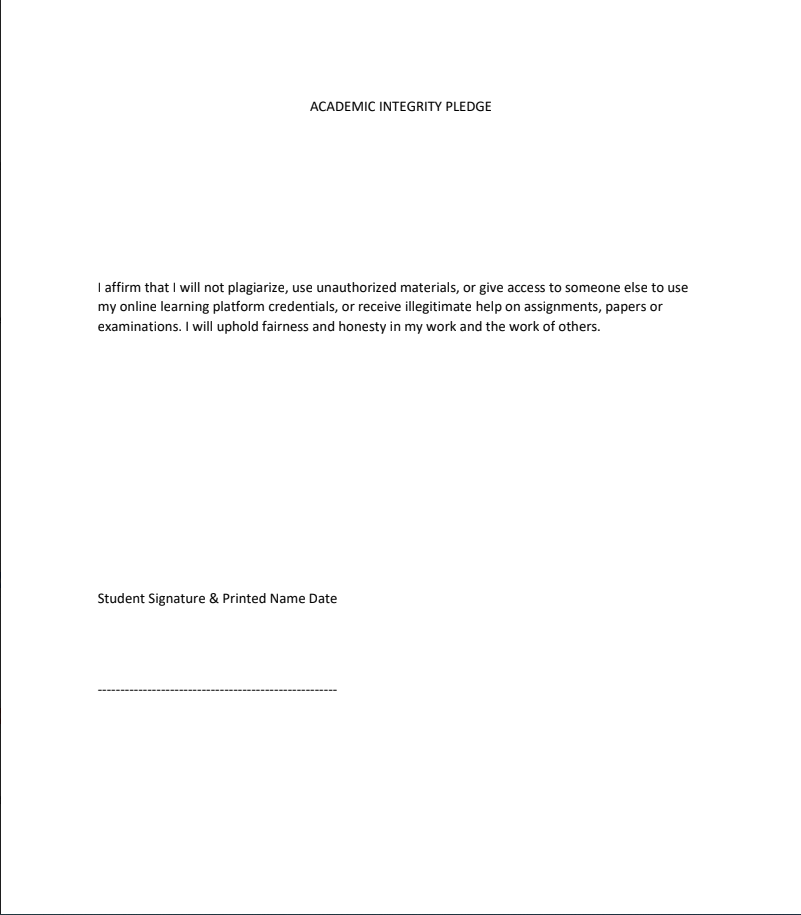 ACADEMIC INTEGRITY PLEDGE
I affirm that I will not plagiarize, use unauthorized materials, or give access to someone else to use
my online learning platform credentials, or receive illegitimate help on assignments, papers or
examinations. I will uphold fairness and honesty in my work and the work of others.
Student Signature & Printed Name Date
-----------------------------------------------------